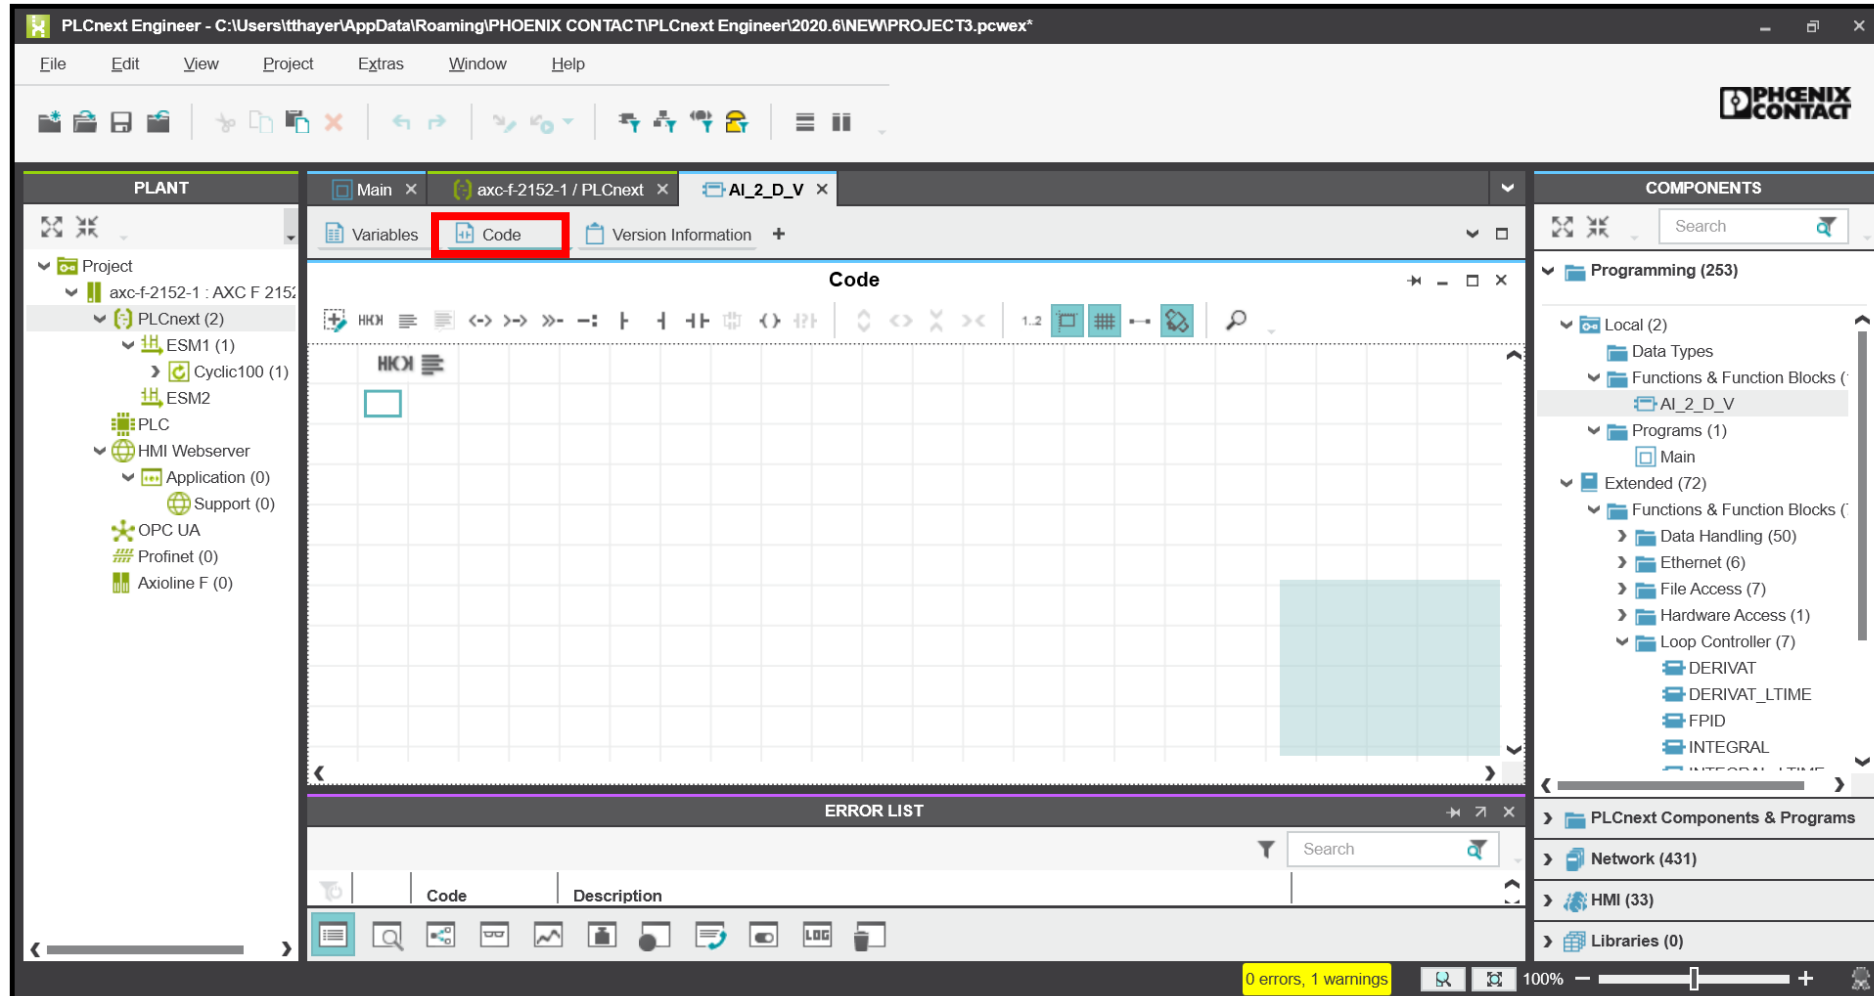 PLCnext Engineer - C:\Users\tthayer\AppData\Roaming\PHOENIX CONTACT\PLCnext Engineer\2020.6\NEW\PROJECT3.pcwex*
File Edit View Project Extras Window Help
PHŒNIX
CONTACT
PLANT
Main axc-f-2152-1 / PLCnext AI_2_D_V
COMPONENTS
Variables Code Version Information
Search
Code
1..2
Project
axc-f-2152-1 : AXC F 2152
PLCnext (2)
ESM1 (1)
Cyclic100 (1)
ESM2
PLC
HMI Webserver
Application (0)
Support (0)
OPC UA
Profinet (0)
Axioline F (0)
Programming (253)
Local (2)
Data Types
Functions & Function Blocks (
AI_2_D_V
Programs (1)
Main
Extended (72)
Functions & Function Blocks (
Data Handling (50)
Ethernet (6)
File Access (7)
Hardware Access (1)
Loop Controller (7)
DERIVAT
DERIVAT_LTIME
FPID
INTEGRAL
PLCnext Components & Programs
Network (431)
HMI (33)
Libraries (0)
ERROR LIST
Search
Code Description
LOG
0 errors, 1 warnings
100%